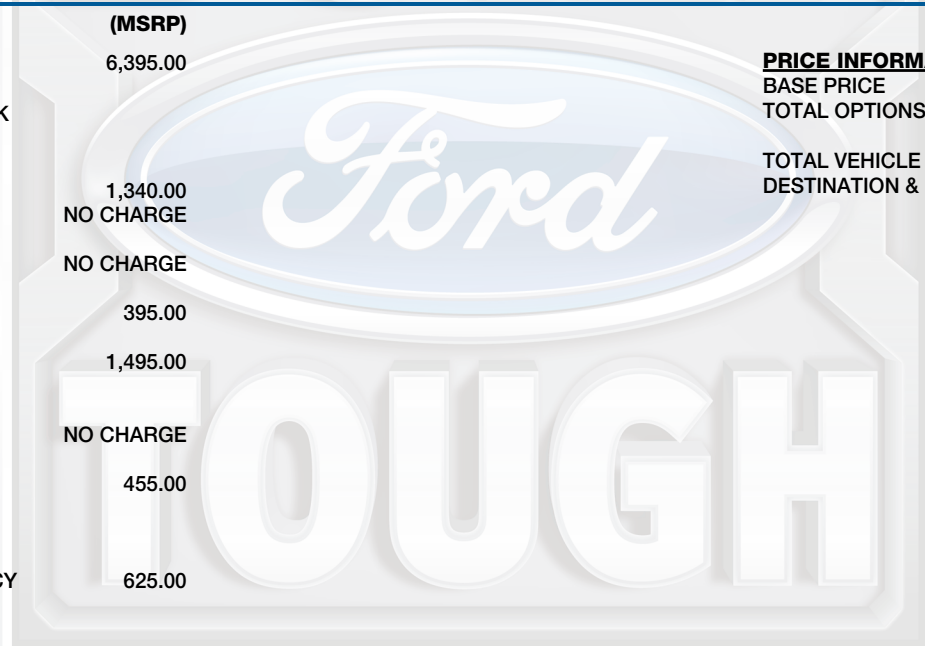 (MSRP)
6,395.00
K
1,340.00
NO CHARGE
NO CHARGE
395.00
1,495.00
NO CHARGE
455.00
CY
625.00
PRICE INFORM
BASE PRICE
TOTAL OPTIONS
TOTAL VEHICLE
DESTINATION &
Ford
TOUGH